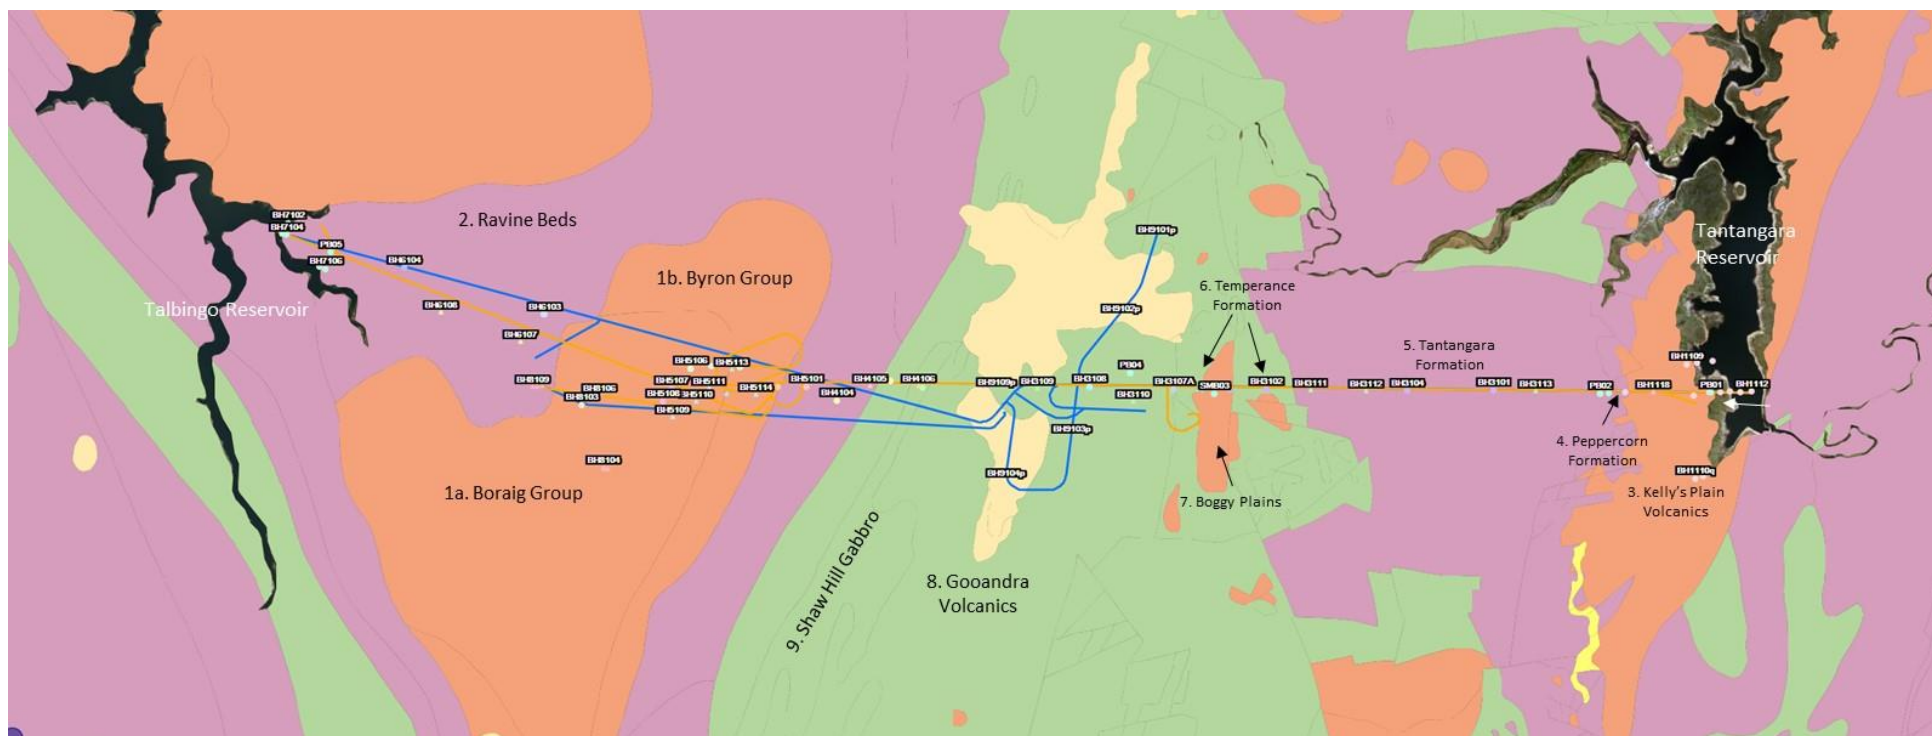 BH7102
BH7104
PB05
BH7106
BH6104
2. Ravine Beds
1b. Byron Group
Talbingo Reservoir
BH6108
BH6103
BH6107
BH5106
BH5113
BH8109
BH8106
BH5107
BH5111
BH5114
BH5101
BH8103
BH5108
BH5110
BH5109
BH4104
BH4105
BH4106
BH8104
1a. Boraig Group
9. Shaw Hill Gabbro
8. Gooandra
Volcanics
BH9101p
BH9102p
PB04
BH9109p
BH3109
BH3108
BH3110
BH9103p
BH9104p
6. Temperance
Formation
BH3107A
SMB03
BH3102
7. Boggy Plains
5. Tantangara
Formation
BH3111
BH3112
BH3104
BH3101
BH3113
PB02
BH1118
PB01
BH1112
BH1109
Tantangara
Reservoir
4. Peppercorn
Formation
BH1110q
3. Kelly's Plain
Volcanics